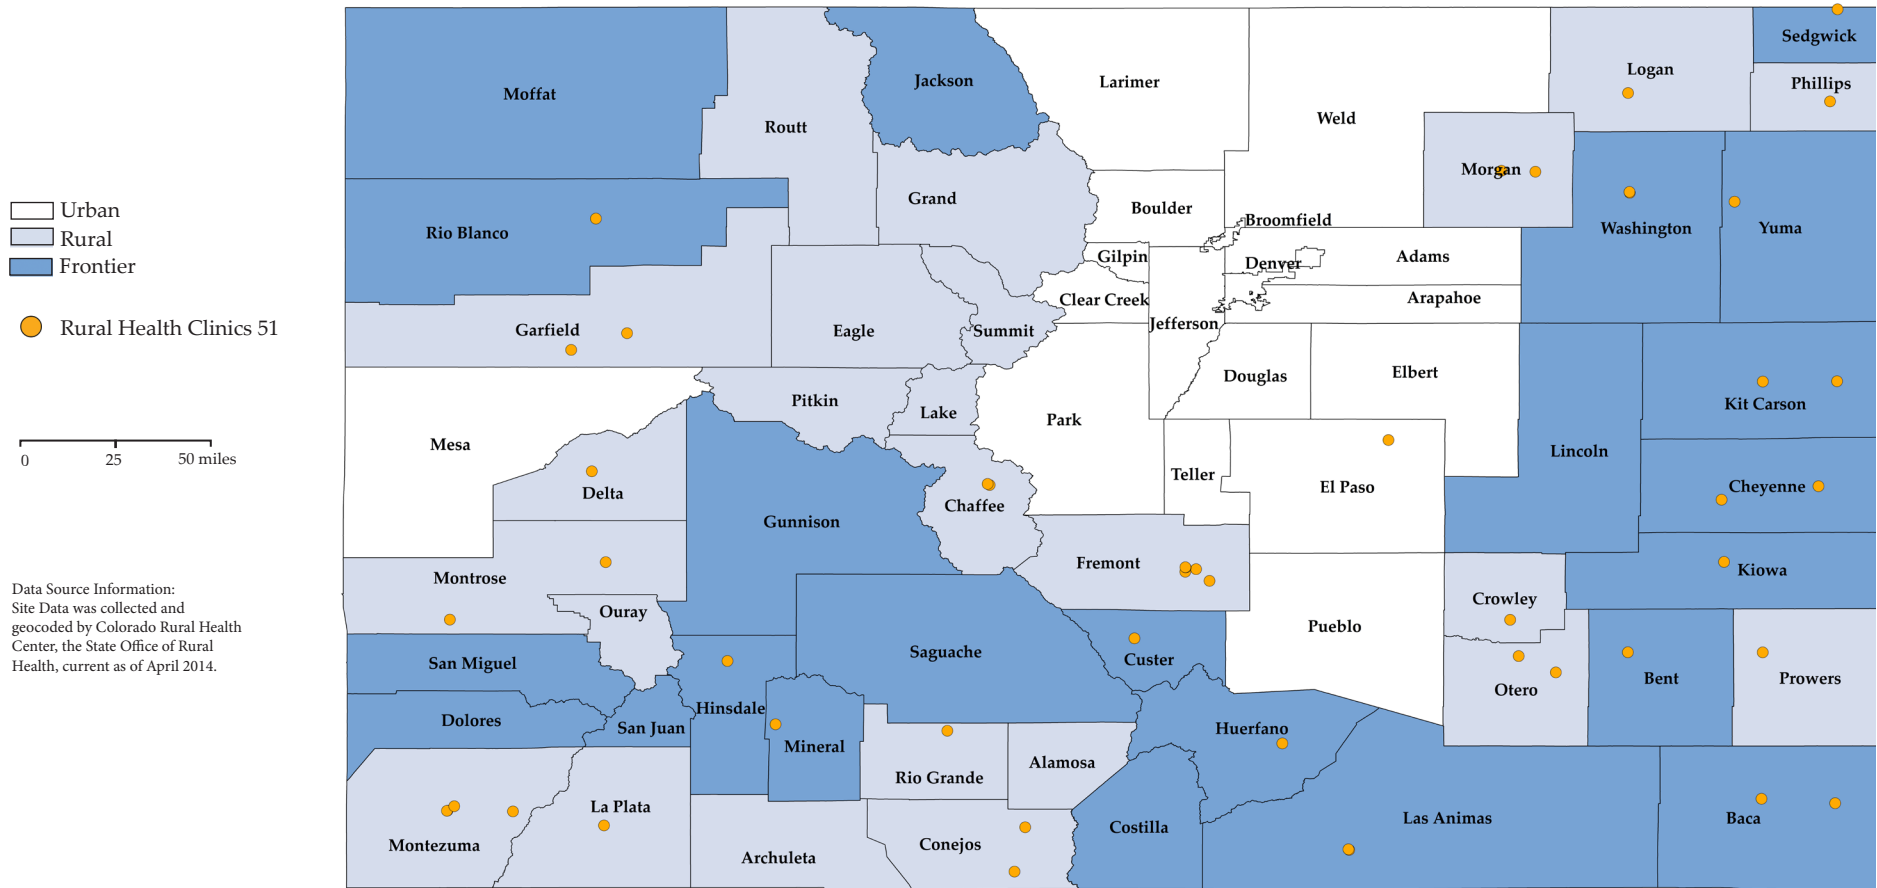 Urban
Rural
Frontier
Rural Health Clinics 51
0 25 50 miles
Data Source Information:
Site Data was collected and
geocoded by Colorado Rural Health
Center, the State Office of Rural
Health, current as of April 2014.
Moffat
Routt
Jackson
Larimer
Weld
Logan
Sedgwick
Phillips
Morgan
Rio Blanco
Grand
Boulder
Broomfield
Washington
Yuma
Gilpin
Denver
Adams
Clear Creek
Arapahoe
Garfield
Eagle
Summit
Jefferson
Pitkin
Lake
Park
Douglas
Elbert
Kit Carson
Mesa
Lincoln
Delta
Gunnison
Chaffee
Teller
El Paso
Cheyenne
Montrose
Fremont
Kiowa
Ouray
Crowley
San Miguel
Saguache
Custer
Pueblo
Otero
Bent
Prowers
Dolores
San Juan
Hinsdale
Mineral
Huerfano
Rio Grande
Alamosa
Montezuma
La Plata
Archuleta
Conejos
Costilla
Las Animas
Baca